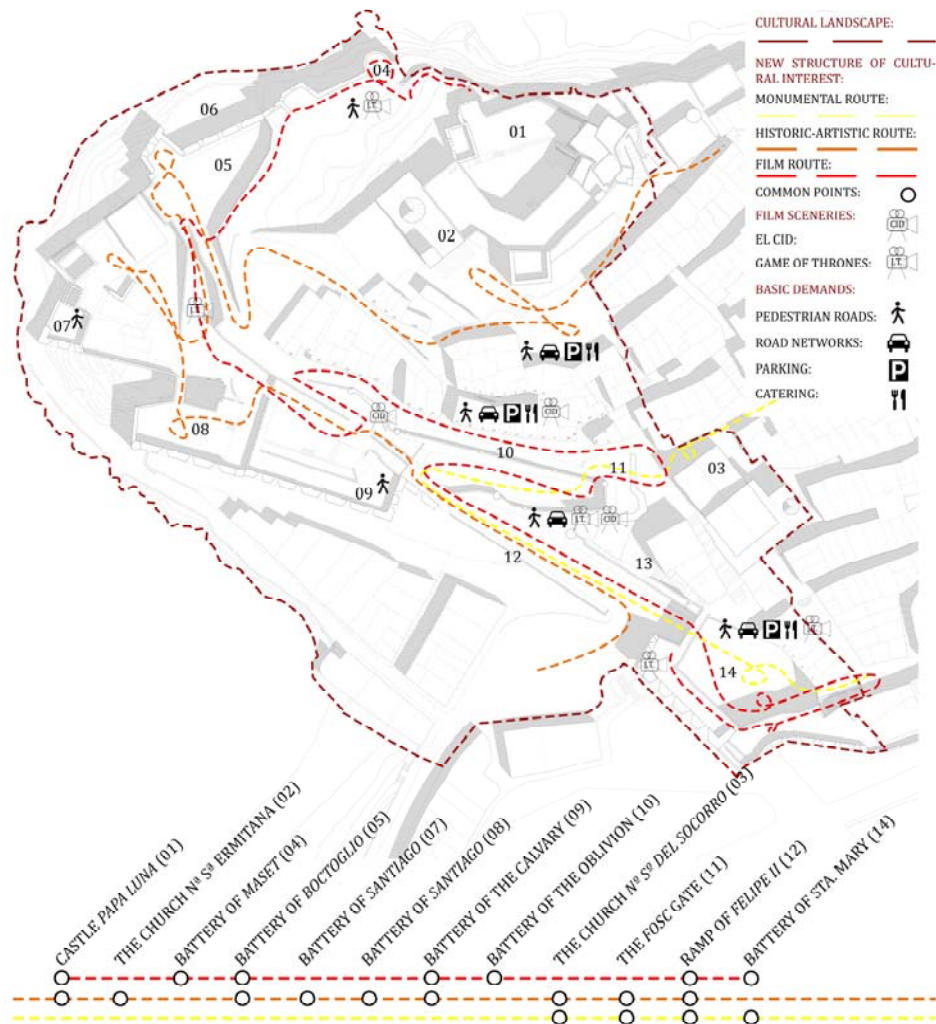 CULTURAL LANDSCAPE:
NEW STRUCTURE OF CULTU-
RAL INTEREST:
MONUMENTAL ROUTE:
HISTORIC-ARTISTIC ROUTE:
FILM ROUTE:
COMMON POINTS:
FILM SCENERIES:
EL CID:
CID
GAME OF THRONES:
J.T.
BASIC DEMANDS:
PEDESTRIAN ROADS:
ROAD NETWORKS:
PARKING:
P
CATERING:
04
J.T.
06
01
05
02
J.T.
07
P
08
CID
P
CID
10
11
03
09
J.T.
CID
12
13
P
J.T.
J.T.
14
CASTLE PAPA LUNA (01)
THE CHURCH Nª Sª ERMITANA (02)
BATTERY OF MASET (04)
BATTERY OF BOCTOGLIO (05)
BATTERY OF SANTIAGO (07)
BATTERY OF SANTIAGO (08)
BATTERY OF THE CALVARY (09)
BATTERY OF THE OBLIVION (10)
THE CHURCH Nº Sº DEL SOCORRO (03)
THE FOSC GATE (11)
RAMP OF FELIPE II (12)
BATTERY OF STA. MARY (14)